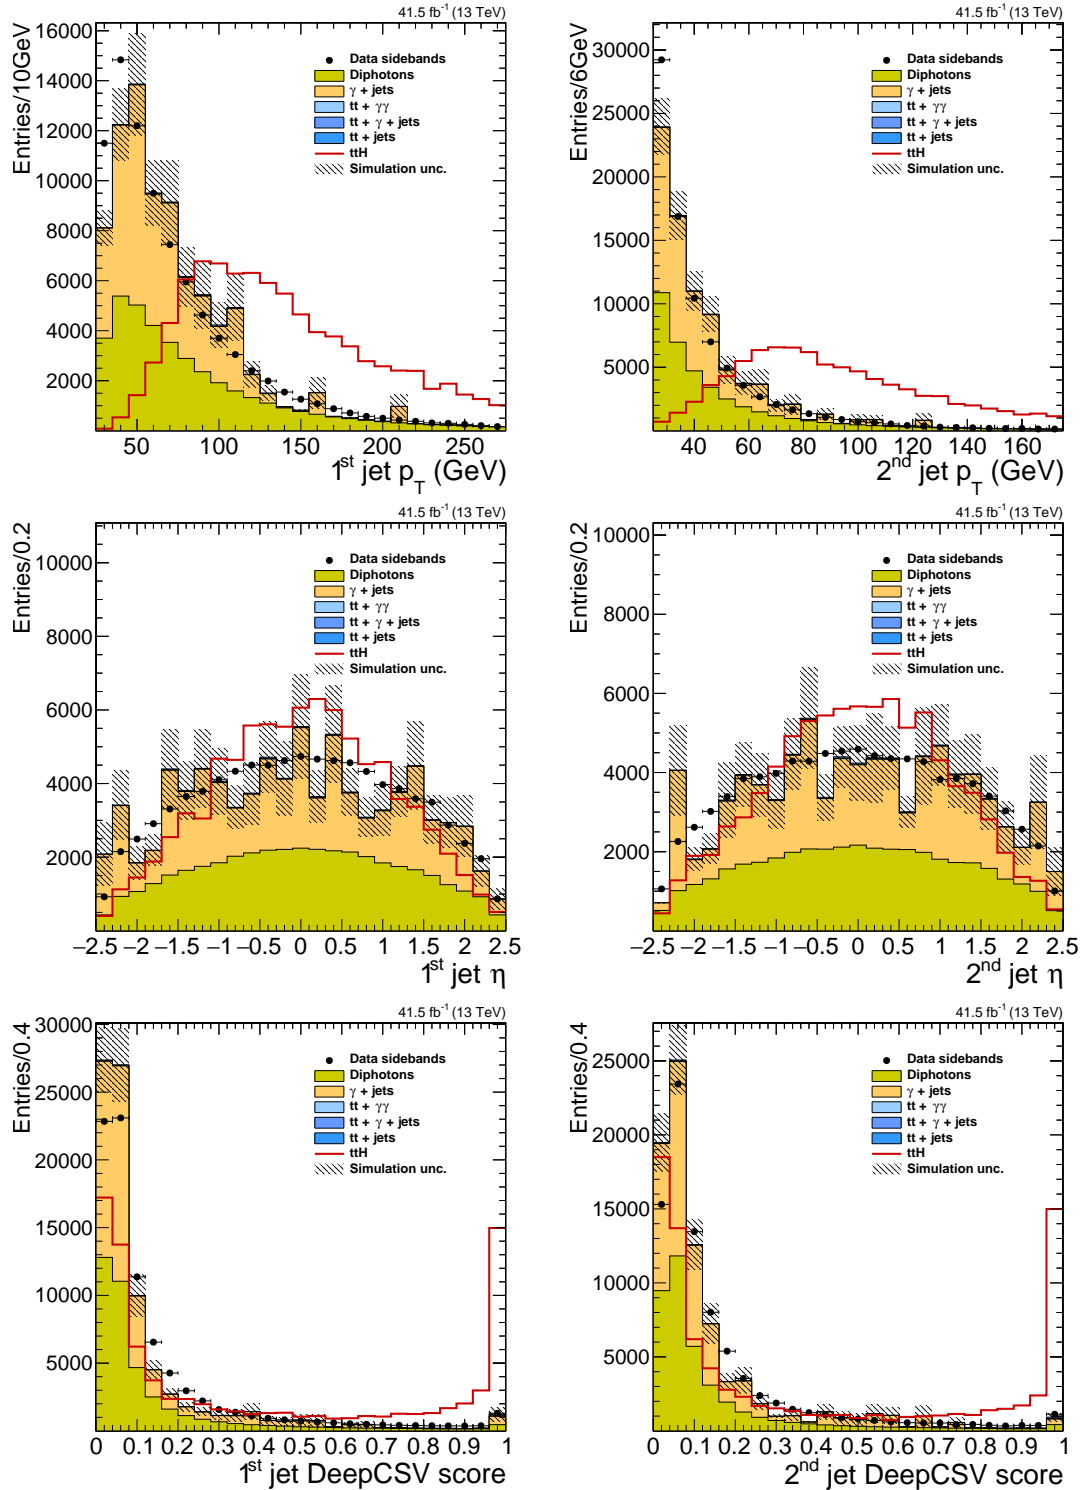 41.5 fb⁻¹ (13 TeV)
Entries/10GeV
16000
14000
12000
10000
8000
6000
4000
2000
Data sidebands
Diphotons
γ + jets
tt + γγ
tt + γ + jets
tt + jets
ttH
Simulation unc.
50 100 150 200 250
1st jet p_T (GeV)
41.5 fb⁻¹ (13 TeV)
Entries/6GeV
30000
25000
20000
15000
10000
5000
Data sidebands
Diphotons
γ + jets
tt + γγ
tt + γ + jets
tt + jets
ttH
Simulation unc.
40 60 80 100 120 140 160
2nd jet p_T (GeV)
41.5 fb⁻¹ (13 TeV)
Entries/0.2
10000
8000
6000
4000
2000
Data sidebands
Diphotons
γ + jets
tt + γγ
tt + γ + jets
tt + jets
ttH
Simulation unc.
−2.5 −2 −1.5 −1 −0.5 0 0.5 1 1.5 2 2.5
1st jet η
41.5 fb⁻¹ (13 TeV)
Entries/0.2
10000
8000
6000
4000
2000
Data sidebands
Diphotons
γ + jets
tt + γγ
tt + γ + jets
tt + jets
ttH
Simulation unc.
−2.5 −2 −1.5 −1 −0.5 0 0.5 1 1.5 2 2.5
2nd jet η
41.5 fb⁻¹ (13 TeV)
Entries/0.4
30000
25000
20000
15000
10000
5000
Data sidebands
Diphotons
γ + jets
tt + γγ
tt + γ + jets
tt + jets
ttH
Simulation unc.
0 0.1 0.2 0.3 0.4 0.5 0.6 0.7 0.8 0.9 1
1st jet DeepCSV score
41.5 fb⁻¹ (13 TeV)
Entries/0.4
25000
20000
15000
10000
5000
Data sidebands
Diphotons
γ + jets
tt + γγ
tt + γ + jets
tt + jets
ttH
Simulation unc.
0 0.1 0.2 0.3 0.4 0.5 0.6 0.7 0.8 0.9 1
2nd jet DeepCSV score